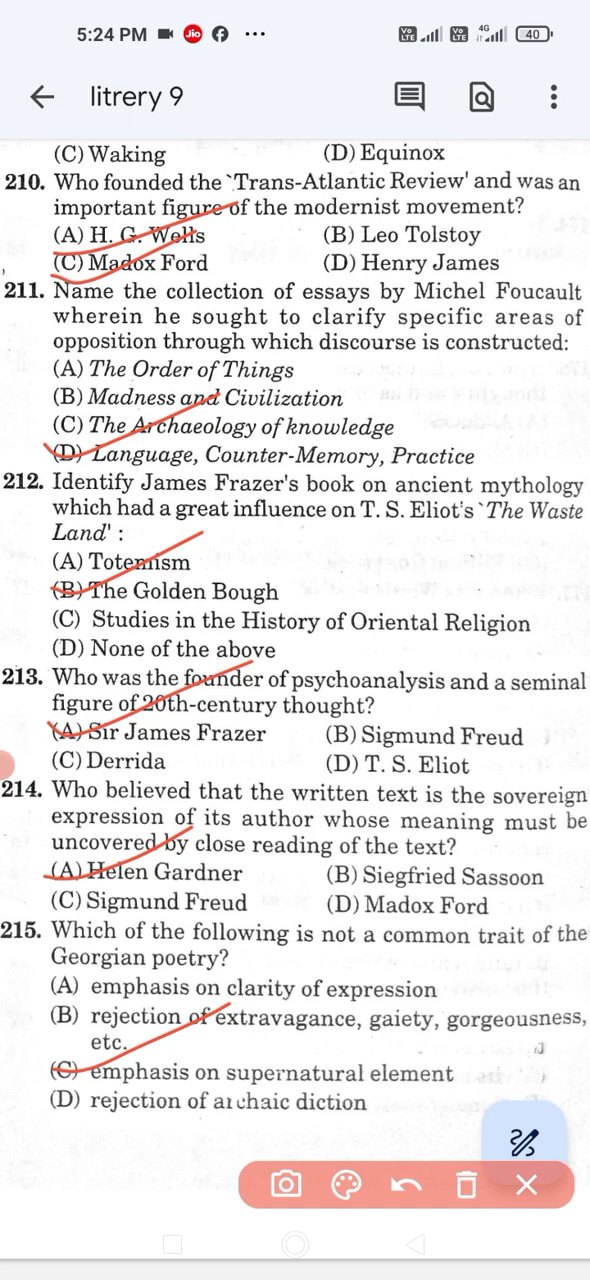 5:24 PM Jio ... Vo LTE Vo LTE 4G 40
litrery 9
(C) Waking (D) Equinox
210. Who founded the `Trans-Atlantic Review' and was an
important figure of the modernist movement?
(A) H. G. Wells (B) Leo Tolstoy
(C) Madox Ford (D) Henry James
211. Name the collection of essays by Michel Foucault
wherein he sought to clarify specific areas of
opposition through which discourse is constructed:
(A) The Order of Things
(B) Madness and Civilization
(C) The Archaeology of knowledge
(D) Language, Counter-Memory, Practice
212. Identify James Frazer's book on ancient mythology
which had a great influence on T. S. Eliot's `The Waste
Land' :
(A) Totemism
(B) The Golden Bough
(C) Studies in the History of Oriental Religion
(D) None of the above
213. Who was the founder of psychoanalysis and a seminal
figure of 20th-century thought?
(A) Sir James Frazer (B) Sigmund Freud
(C) Derrida (D) T. S. Eliot
214. Who believed that the written text is the sovereign
expression of its author whose meaning must be
uncovered by close reading of the text?
(A) Helen Gardner (B) Siegfried Sassoon
(C) Sigmund Freud (D) Madox Ford
215. Which of the following is not a common trait of the
Georgian poetry?
(A) emphasis on clarity of expression
(B) rejection of extravagance, gaiety, gorgeousness,
etc.
(C) emphasis on supernatural element
(D) rejection of archaic diction